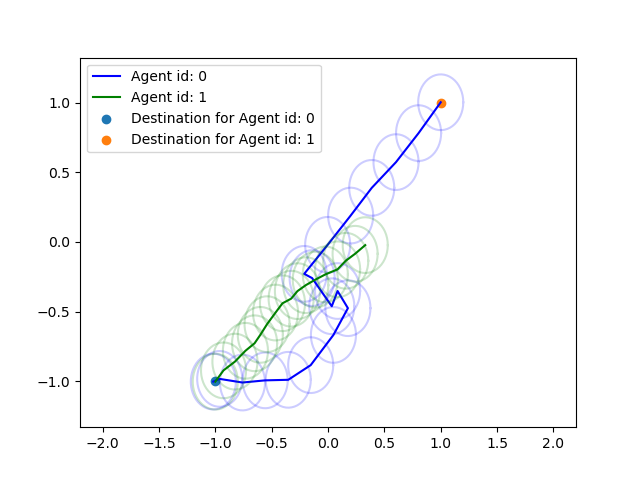 Agent id: 0
Agent id: 1
Destination for Agent id: 0
Destination for Agent id: 1
1.0
0.5
0.0
−0.5
−1.0
−2.0 −1.5 −1.0 −0.5 0.0 0.5 1.0 1.5 2.0